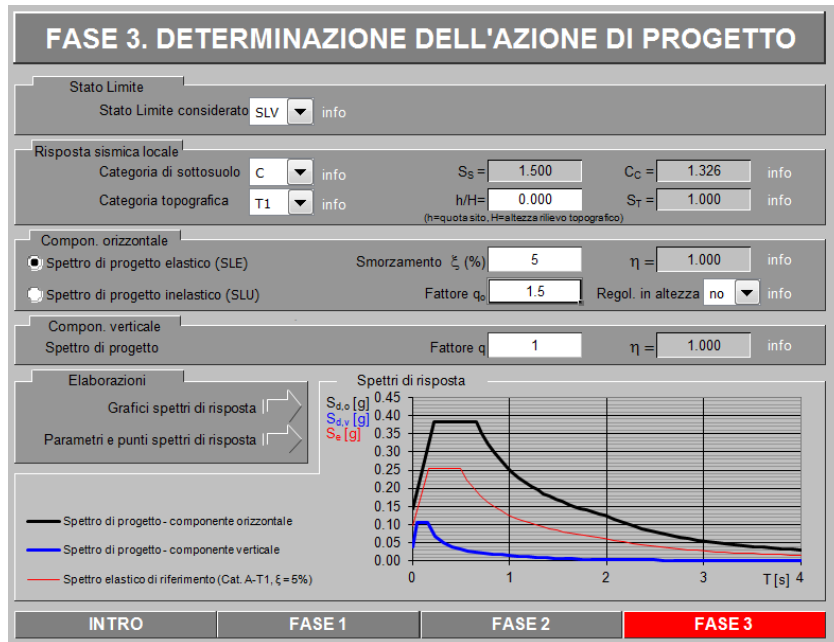 FASE 3. DETERMINAZIONE DELL'AZIONE DI PROGETTO
Stato Limite
Stato Limite considerato SLV info
Risposta sismica locale
Categoria di sottosuolo C info S_S = 1.500 C_C = 1.326 info
Categoria topografica T1 info h/H= 0.000 S_T = 1.000 info
(h=quota sito, H=altezza rilievo topografico)
Compon. orizzontale
Spettro di progetto elastico (SLE) Smorzamento ξ (%) 5 η = 1.000 info
Spettro di progetto inelastico (SLU) Fattore q_o 1.5 Regol. in altezza no info
Compon. verticale
Spettro di progetto Fattore q 1 η = 1.000 info
Elaborazioni
Grafici spettri di risposta
Parametri e punti spettri di risposta
Spettri di risposta
S_d,o [g]
S_d,v [g]
S_e [g]
0.45
0.40
0.35
0.30
0.25
0.20
0.15
0.10
0.05
0.00
0 1 2 3 T [s] 4
Spettro di progetto - componente orizzontale
Spettro di progetto - componente verticale
Spettro elastico di riferimento (Cat. A-T1, ξ = 5%)
INTRO FASE 1 FASE 2 FASE 3